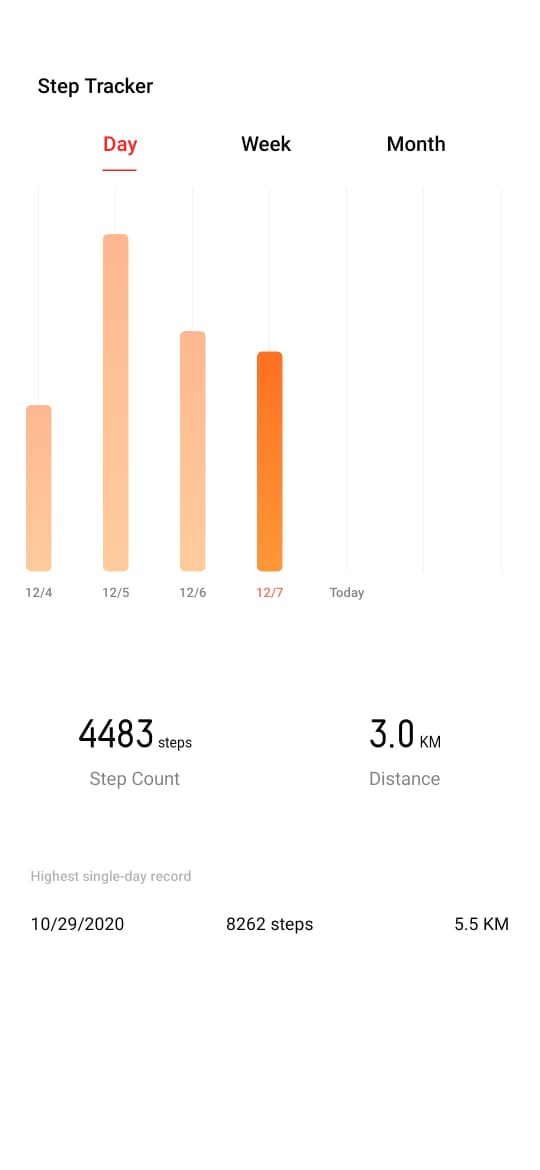 Step Tracker
Day Week Month
12/4 12/5 12/6 12/7 Today
4483 steps 3.0 KM
Step Count Distance
Highest single-day record
10/29/2020 8262 steps 5.5 KM